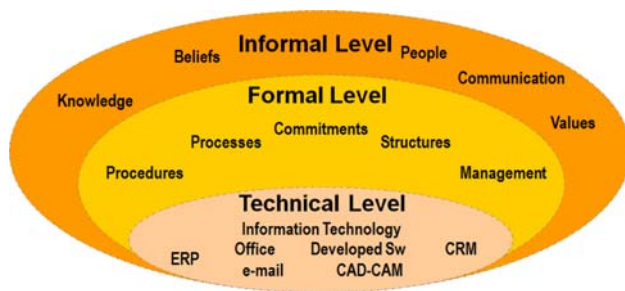 Informal Level
People
Beliefs
Communication
Knowledge
Values
Formal Level
Commitments
Processes
Structures
Procedures
Management
Technical Level
Information Technology
ERP
Office
Developed Sw
CRM
e-mail
CAD-CAM